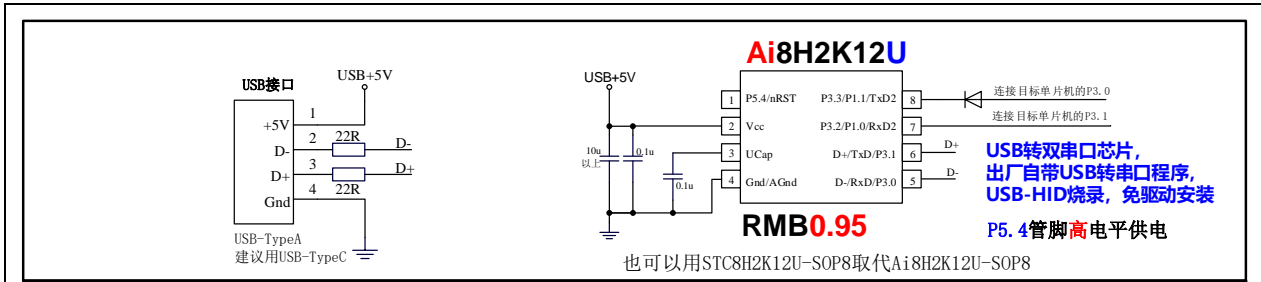 USB接口
USB+5V
+5V
1
D-
2
22R
D-
D+
3
22R
D+
Gnd
4
USB-TypeA
建议用USB-TypeC
Ai8H2K12U
USB+5V
1
P5.4/nRST
P3.3/P1.1/TxD2
8
连接目标单片机的P3.0
2
Vcc
P3.2/P1.0/RxD2
7
连接目标单片机的P3.1
10u
以上
0.1u
3
UCap
D+/TxD/P3.1
6
D+
0.1u
4
Gnd/AGnd
D-/RxD/P3.0
5
D-
USB转双串口芯片,
出厂自带USB转串口程序,
USB-HID烧录,免驱动安装
RMB0.95
P5.4管脚高电平供电
也可以用STC8H2K12U-SOP8取代Ai8H2K12U-SOP8